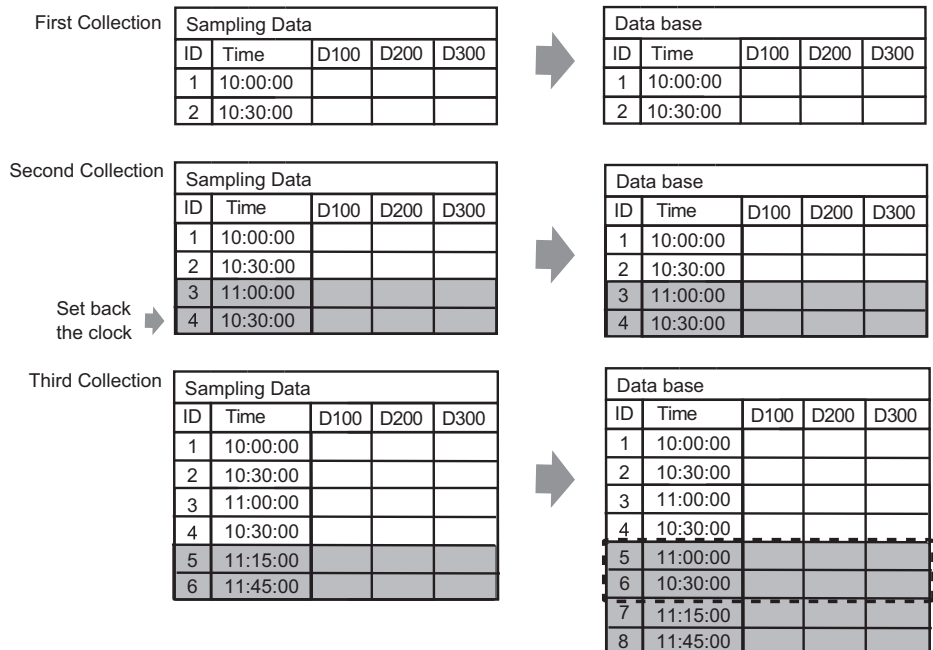 First Collection
Sampling Data
ID Time D100 D200 D300
1 10:00:00
2 10:30:00
Data base
ID Time D100 D200 D300
1 10:00:00
2 10:30:00
Second Collection
Sampling Data
ID Time D100 D200 D300
1 10:00:00
2 10:30:00
3 11:00:00
4 10:30:00
Set back
the clock
Data base
ID Time D100 D200 D300
1 10:00:00
2 10:30:00
3 11:00:00
4 10:30:00
Third Collection
Sampling Data
ID Time D100 D200 D300
1 10:00:00
2 10:30:00
3 11:00:00
4 10:30:00
5 11:15:00
6 11:45:00
Data base
ID Time D100 D200 D300
1 10:00:00
2 10:30:00
3 11:00:00
4 10:30:00
5 11:00:00
6 10:30:00
7 11:15:00
8 11:45:00